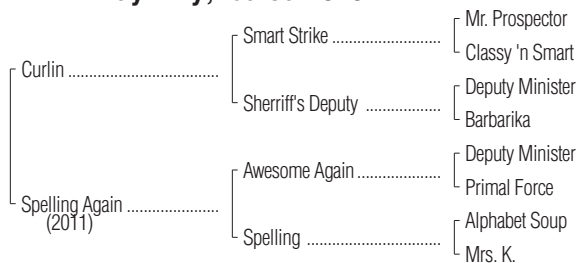 Mr. Prospector
Smart Strike ....................
Classy 'n Smart
Curlin ............................
Deputy Minister
Sherriff's Deputy ..............
Barbarika
Deputy Minister
Awesome Again ...............
Primal Force
Spelling Again .................
(2011)
Alphabet Soup
Spelling .........................
Mrs. K.